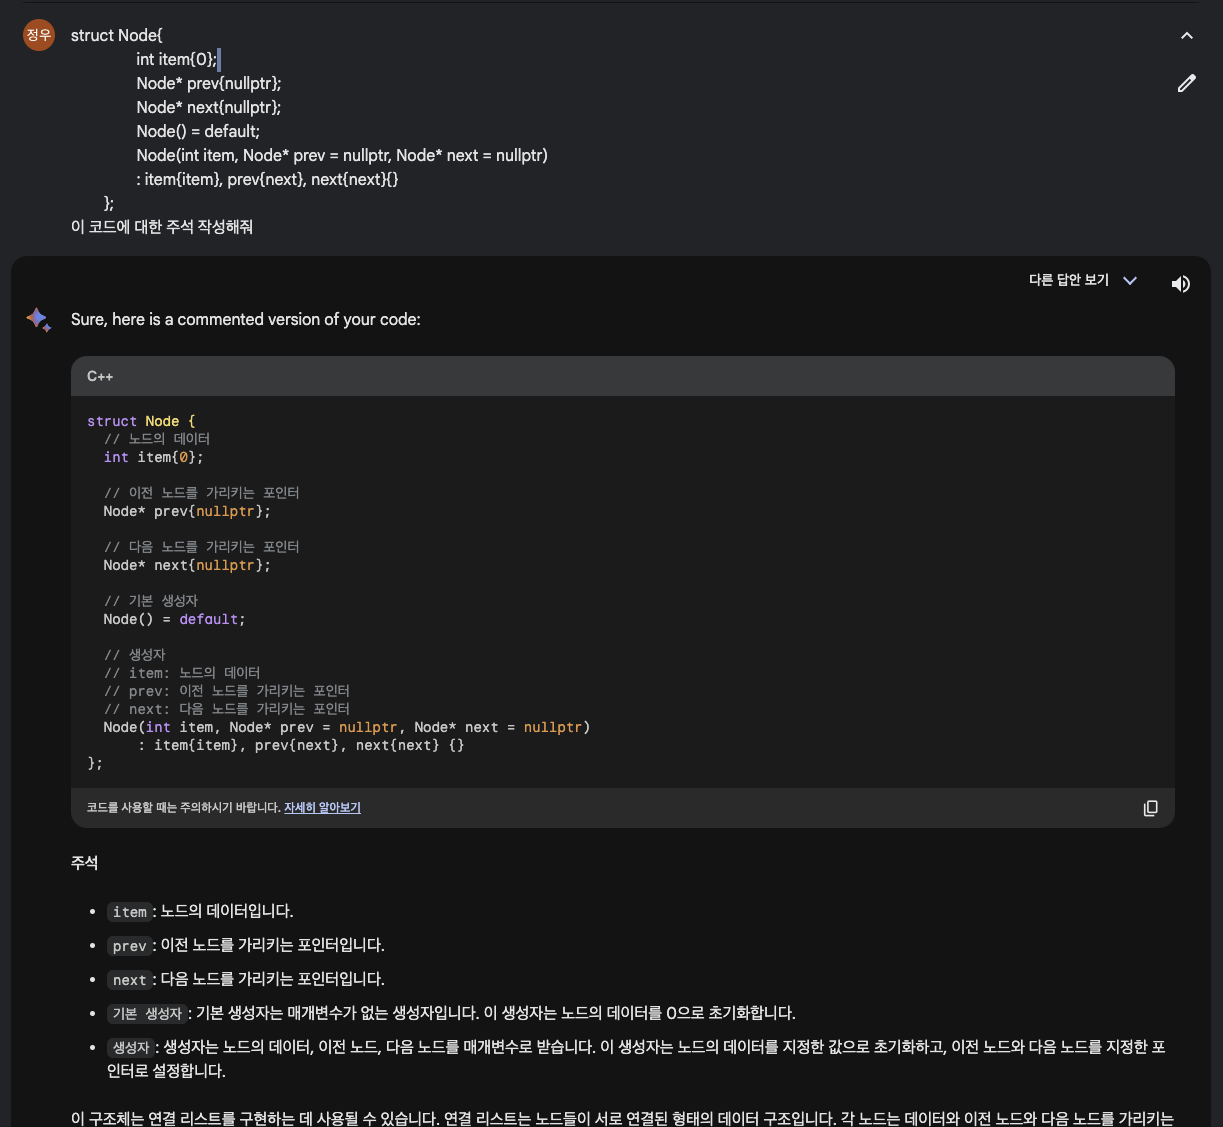 정우
struct Node{
int item{0};
Node* prev{nullptr};
Node* next{nullptr};
Node() = default;
Node(int item, Node* prev = nullptr, Node* next = nullptr)
: item{item}, prev{next}, next{next}{}
};
이 코드에 대한 주석 작성해줘
다른 답안 보기
Sure, here is a commented version of your code:
C++
struct Node {
// 노드의 데이터
int item{0};
// 이전 노드를 가리키는 포인터
Node* prev{nullptr};
// 다음 노드를 가리키는 포인터
Node* next{nullptr};
// 기본 생성자
Node() = default;
// 생성자
// item: 노드의 데이터
// prev: 이전 노드를 가리키는 포인터
// next: 다음 노드를 가리키는 포인터
Node(int item, Node* prev = nullptr, Node* next = nullptr)
: item{item}, prev{next}, next{next} {}
};
코드를 사용할 때는 주의하시기 바랍니다. 자세히 알아보기
주석
• item: 노드의 데이터입니다.
• prev: 이전 노드를 가리키는 포인터입니다.
• next: 다음 노드를 가리키는 포인터입니다.
• 기본 생성자: 기본 생성자는 매개변수가 없는 생성자입니다. 이 생성자는 노드의 데이터를 0으로 초기화합니다.
• 생성자: 생성자는 노드의 데이터, 이전 노드, 다음 노드를 매개변수로 받습니다. 이 생성자는 노드의 데이터를 지정한 값으로 초기화하고, 이전 노드와 다음 노드를 지정한 포
인터로 설정합니다.
이 구조체는 연결 리스트를 구현하는 데 사용될 수 있습니다. 연결 리스트는 노드들이 서로 연결된 형태의 데이터 구조입니다. 각 노드는 데이터와 이전 노드와 다음 노드를 가리키는